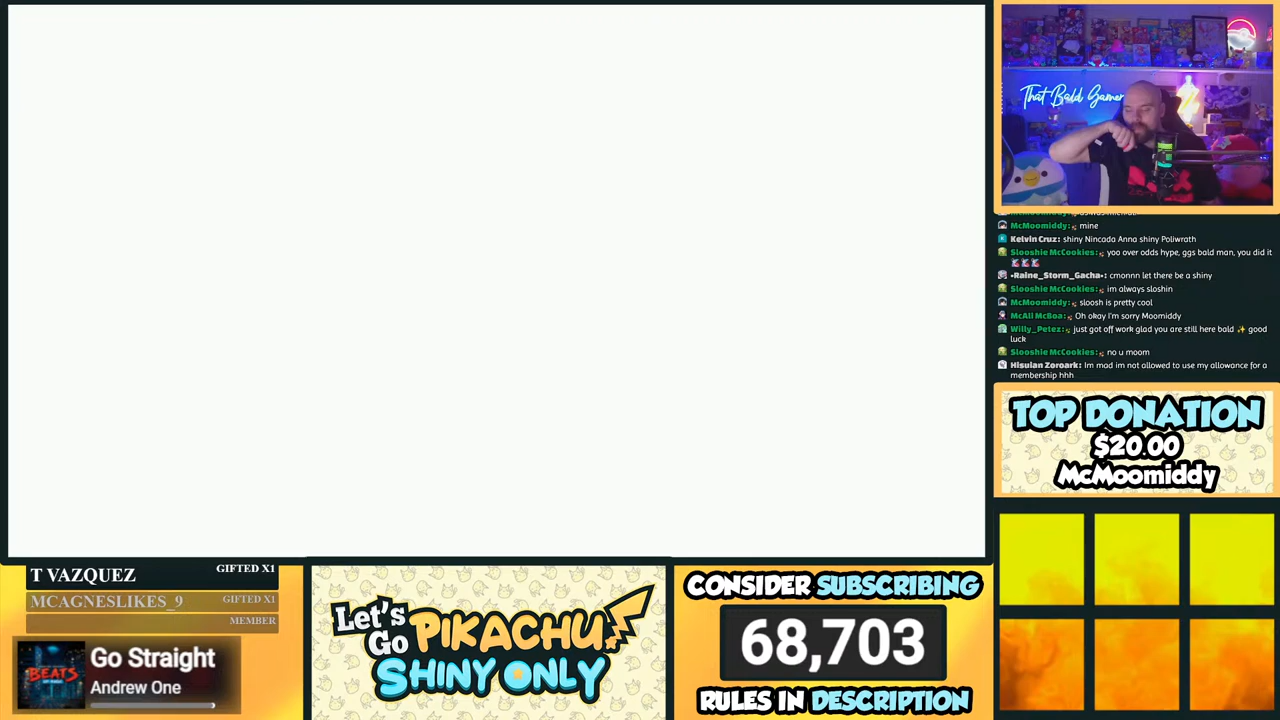 That Bald Gamer
McMoomiddy: mine
Kelvin Cruz: shiny Nincada Anna shiny Poliwrath
Slooshie McCookies: yoo over odds hype, ggs bald man, you did it
•Raine_Storm_Gacha•: cmonnn let there be a shiny
Slooshie McCookies: im always sloshin
McMoomiddy: sloosh is pretty cool
McAli McBoa: Oh okay I'm sorry Moomiddy
Willy_Petez: just got off work glad you are still here bald ✨ good
luck
Slooshie McCookies: no u moom
Hisuian Zoroark: Im mad im not allowed to use my allowance for a
membership hhh
TOP DONATION
$20.00
McMoomiddy
T VAZQUEZ GIFTED X1
MCAGNESLIKES_9 GIFTED X1
MEMBER
BEATS
Go Straight
Andrew One
Let's
Go PIKACHU
SHINY ONLY
CONSIDER SUBSCRIBING
68,703
RULES IN DESCRIPTION